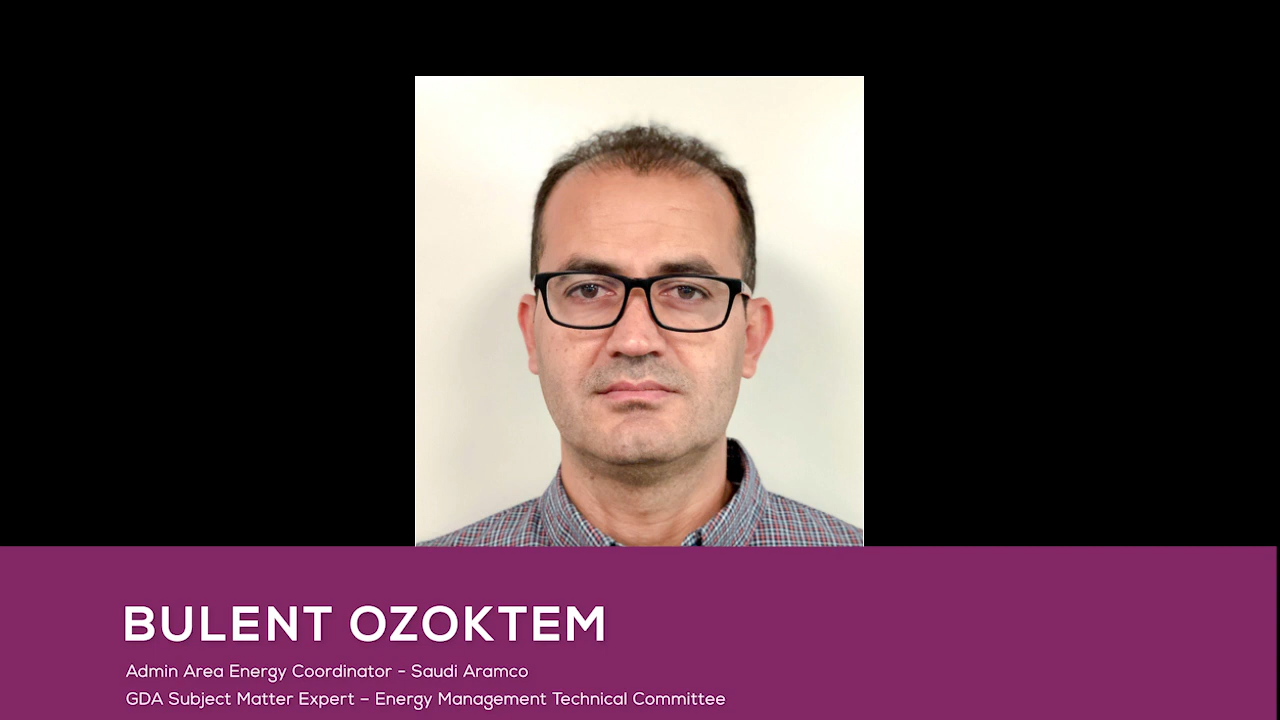 BULENT OZOKTEM
Admin Area Energy Coordinator - Saudi Aramco
GDA Subject Matter Expert – Energy Management Technical Committee